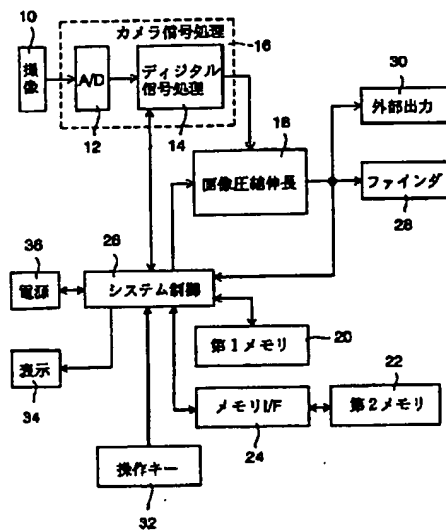 10
撮像
カメラ信号処理
16
A/D
12
ディジタル
信号処理
14
30
外部出力
18
画像圧縮伸長
ファインダ
28
36
電源
26
システム制御
第1メモリ
20
表示
34
メモリI/F
24
22
第2メモリ
操作キー
32